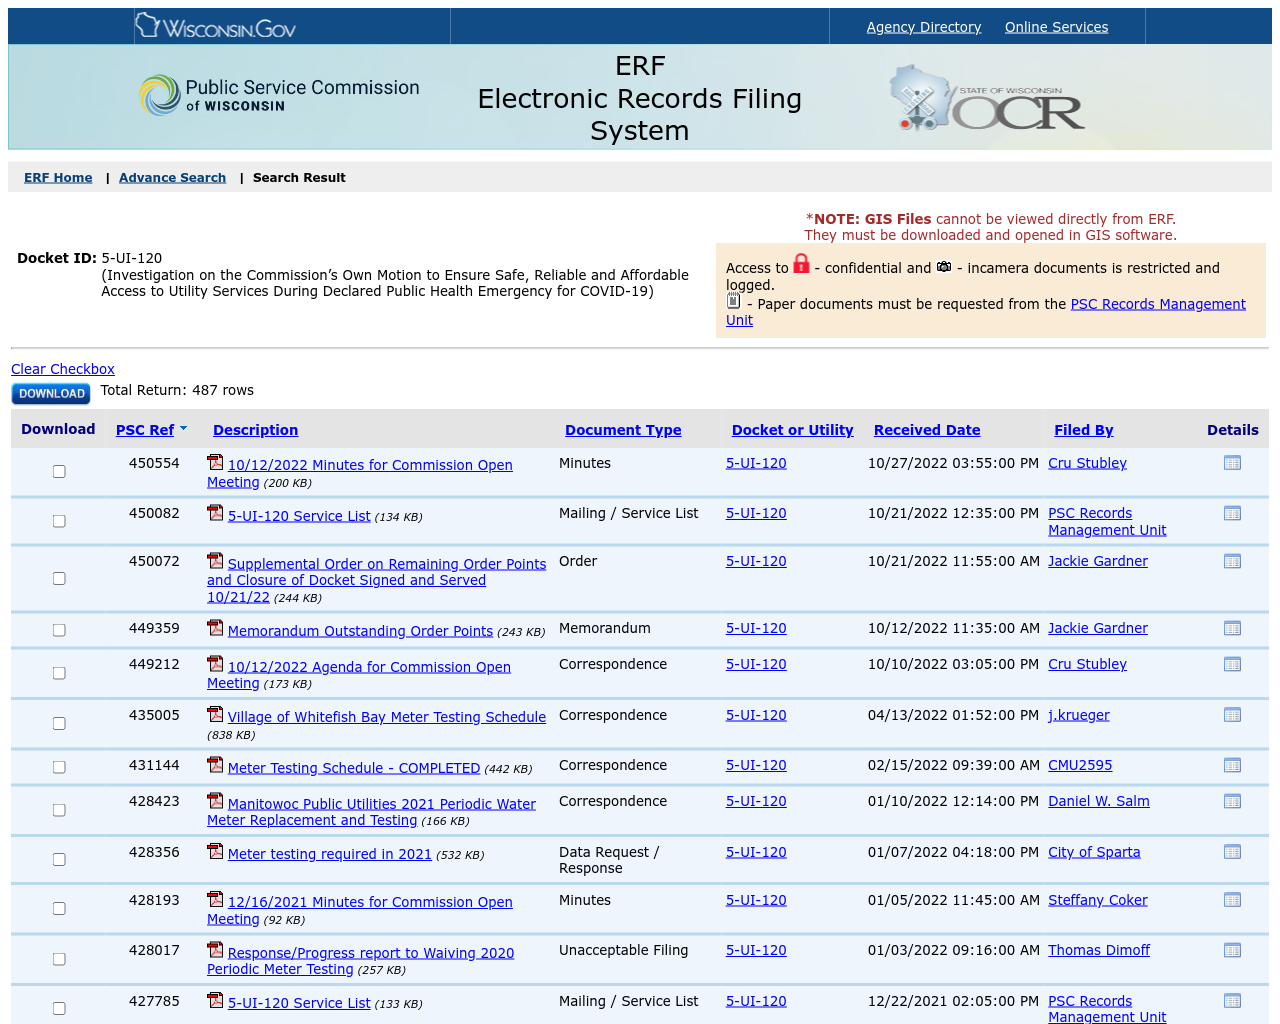 WISCONSIN.GOV
Agency Directory Online Services
Public Service Commission
of WISCONSIN
ERF
Electronic Records Filing
System
STATE OF WISCONSIN
OCR
ERF Home | Advance Search | Search Result
*NOTE: GIS Files cannot be viewed directly from ERF.
They must be downloaded and opened in GIS software.
Docket ID: 5-UI-120
(Investigation on the Commission’s Own Motion to Ensure Safe, Reliable and Affordable
Access to Utility Services During Declared Public Health Emergency for COVID-19)
Access to - confidential and - incamera documents is restricted and
logged.
- Paper documents must be requested from the PSC Records Management
Unit
Clear Checkbox
DOWNLOAD Total Return: 487 rows
Download PSC Ref Description Document Type Docket or Utility Received Date Filed By Details
450554 10/12/2022 Minutes for Commission Open Minutes 5-UI-120 10/27/2022 03:55:00 PM Cru Stubley
Meeting (200 KB)
450082 5-UI-120 Service List (134 KB) Mailing / Service List 5-UI-120 10/21/2022 12:35:00 PM PSC Records
Management Unit
450072 Supplemental Order on Remaining Order Points Order 5-UI-120 10/21/2022 11:55:00 AM Jackie Gardner
and Closure of Docket Signed and Served
10/21/22 (244 KB)
449359 Memorandum Outstanding Order Points (243 KB) Memorandum 5-UI-120 10/12/2022 11:35:00 AM Jackie Gardner
449212 10/12/2022 Agenda for Commission Open Correspondence 5-UI-120 10/10/2022 03:05:00 PM Cru Stubley
Meeting (173 KB)
435005 Village of Whitefish Bay Meter Testing Schedule Correspondence 5-UI-120 04/13/2022 01:52:00 PM j.krueger
(838 KB)
431144 Meter Testing Schedule - COMPLETED (442 KB) Correspondence 5-UI-120 02/15/2022 09:39:00 AM CMU2595
428423 Manitowoc Public Utilities 2021 Periodic Water Correspondence 5-UI-120 01/10/2022 12:14:00 PM Daniel W. Salm
Meter Replacement and Testing (166 KB)
428356 Meter testing required in 2021 (532 KB) Data Request / 5-UI-120 01/07/2022 04:18:00 PM City of Sparta
Response
428193 12/16/2021 Minutes for Commission Open Minutes 5-UI-120 01/05/2022 11:45:00 AM Steffany Coker
Meeting (92 KB)
428017 Response/Progress report to Waiving 2020 Unacceptable Filing 5-UI-120 01/03/2022 09:16:00 AM Thomas Dimoff
Periodic Meter Testing (257 KB)
427785 5-UI-120 Service List (133 KB) Mailing / Service List 5-UI-120 12/22/2021 02:05:00 PM PSC Records
Management Unit